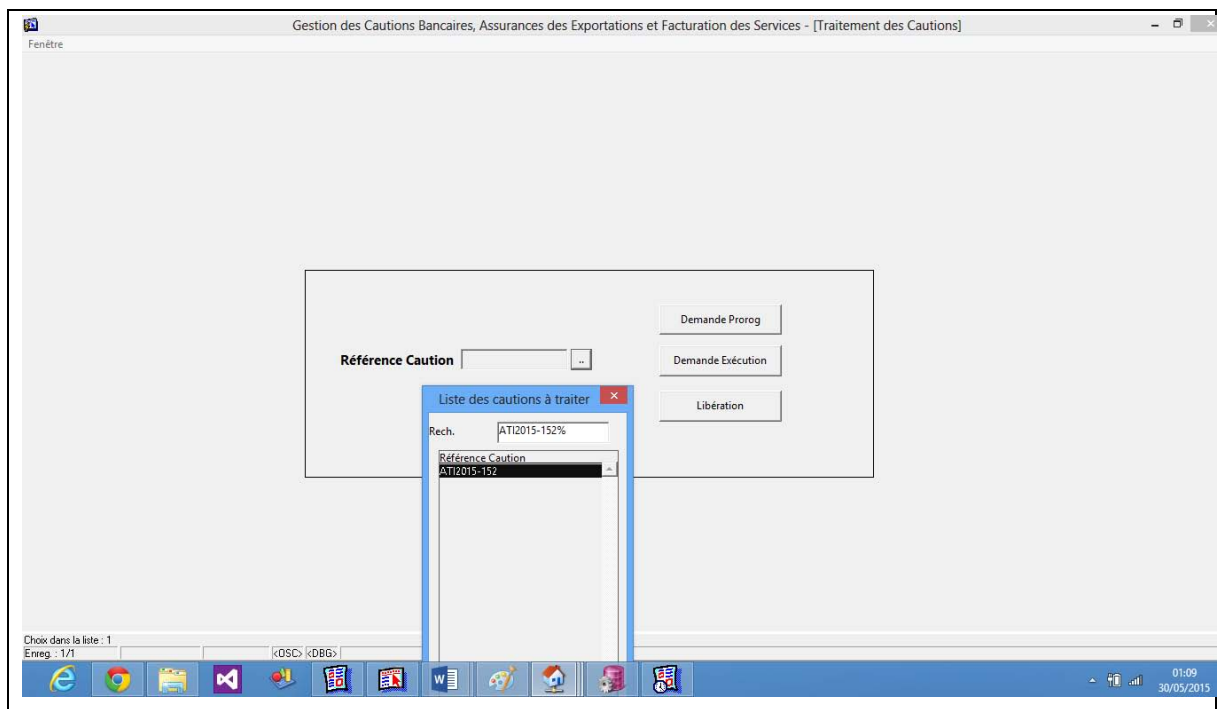 Gestion des Cautions Bancaires, Assurances des Exportations et Facturation des Services - [Traitement des Cautions]
Fenêtre
Demande Prorog
Référence Caution ..
Demande Exécution
Liste des cautions à traiter
Libération
Rech. ATI2015-152%
Référence Caution
ATI2015-152
Choix dans la liste : 1
Enreg. : 1/1 <OSC> <DBG>
01:09
30/05/2015